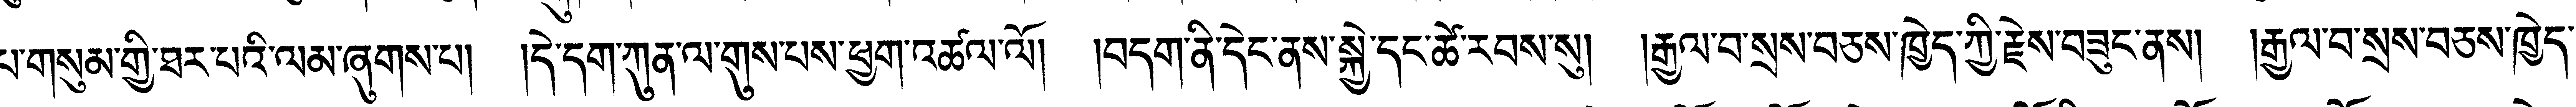 པ་གསུམ་གྱི་ཐར་པའི་ལམ་ཞུགས་པ། །དེ་དག་ཀུན་ལ་གུས་པས་ཕྱག་འཚལ་ལོ། །བདག་ནི་དེང་ནས་སྐྱེ་དང་ཚེ་རབས་སུ། །རྒྱལ་བ་སྲས་བཅས་ཁྱེད་ཀྱི་རྗེས་བཟུང་ནས། །རྒྱལ་བ་སྲས་བཅས་ཁྱེད་